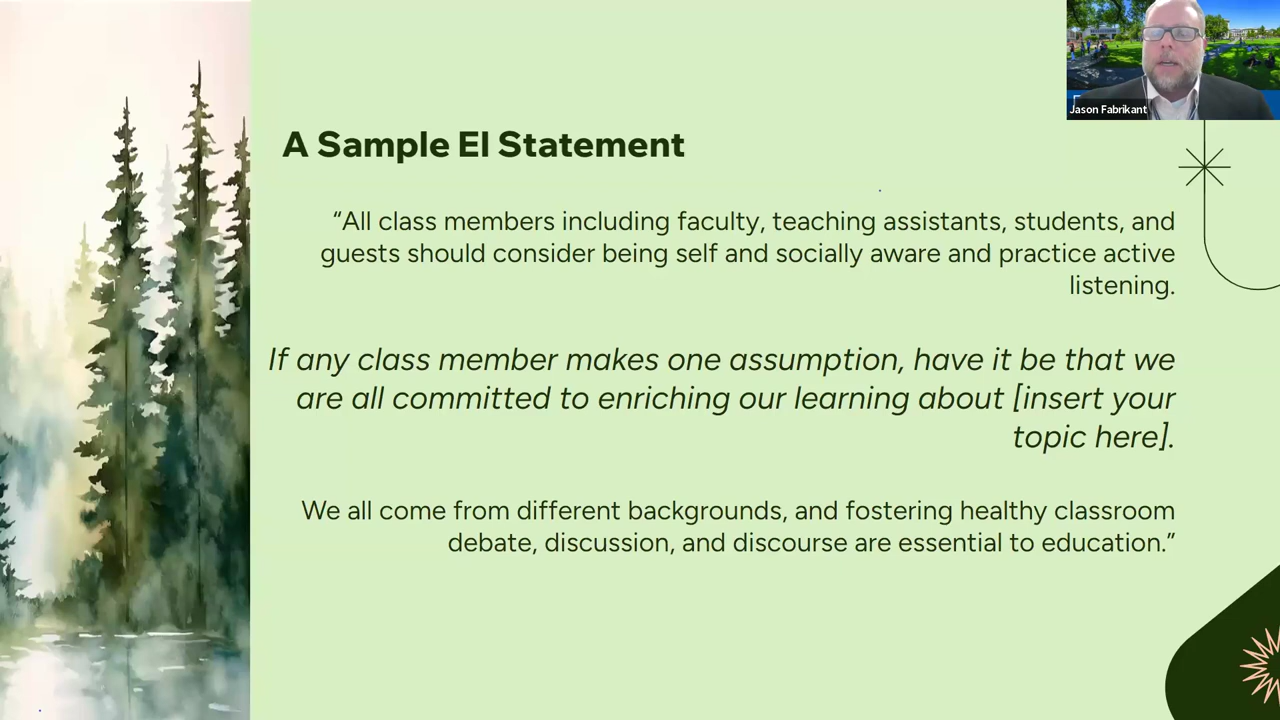 Jason Fabrikant
A Sample EI Statement
“All class members including faculty, teaching assistants, students, and
guests should consider being self and socially aware and practice active
listening.
If any class member makes one assumption, have it be that we
are all committed to enriching our learning about [insert your
topic here].
We all come from different backgrounds, and fostering healthy classroom
debate, discussion, and discourse are essential to education.”